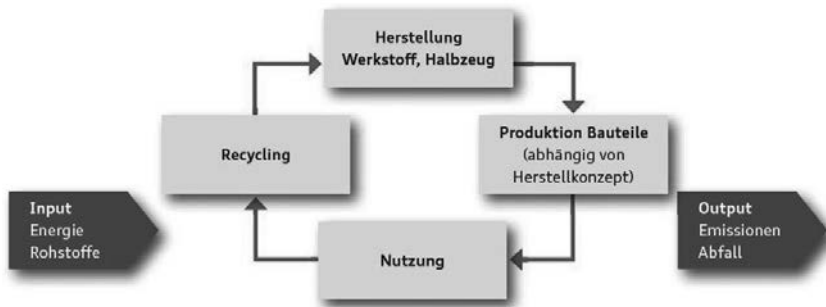 Herstellung
Werkstoff, Halbzeug
Recycling
Produktion Bauteile
(abhängig von
Herstellkonzept)
Input
Energie
Rohstoffe
Output
Emissionen
Abfall
Nutzung